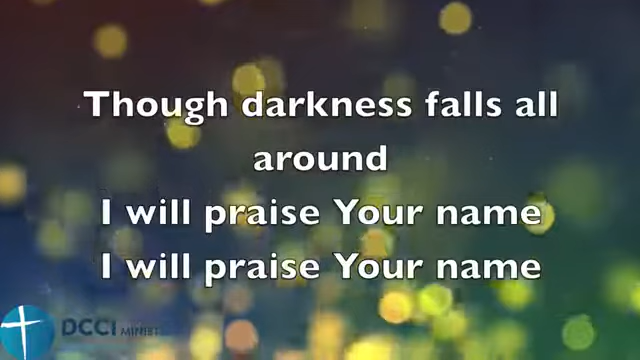 Though darkness falls all
around
I will praise Your name
I will praise Your name
DCCI